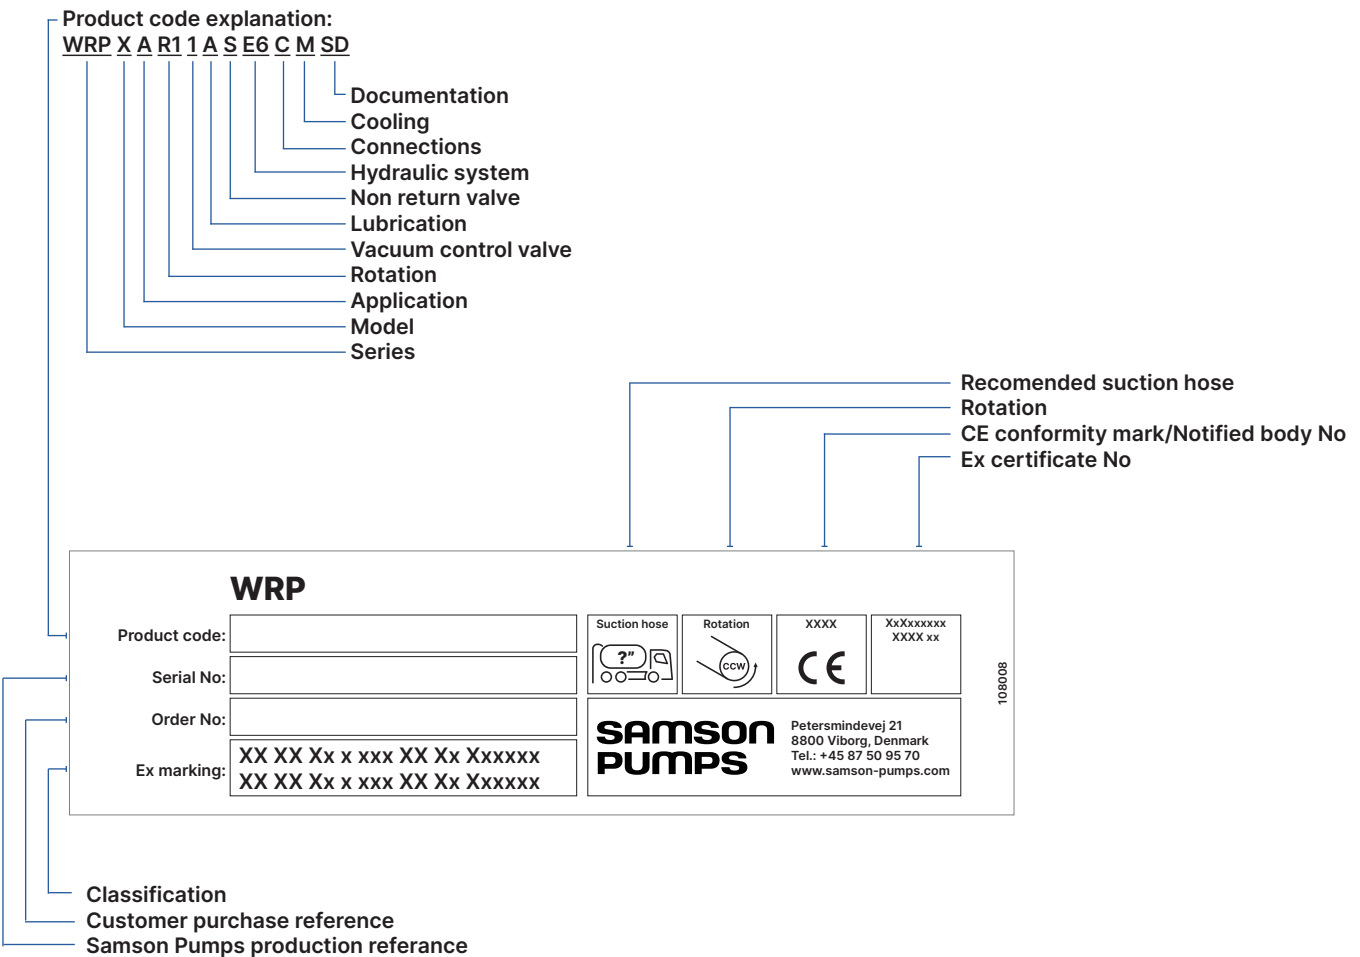 Product code explanation:
WRP X A R1 1 A S E6 C M SD
Documentation
Cooling
Connections
Hydraulic system
Non return valve
Lubrication
Vacuum control valve
Rotation
Application
Model
Series
Recomended suction hose
Rotation
CE conformity mark/Notified body No
Ex certificate No
WRP
Product code:
Serial No:
Order No:
Ex marking:
XX XX Xx x xxx XX Xx Xxxxxx
XX XX Xx x xxx XX Xx Xxxxxx
Suction hose
?"
Rotation
CCW
XXXX
CE
XxXxxxxxx
XXXX xx
SAMSON
PUMPS
Petersmindevej 21
8800 Viborg, Denmark
Tel.: +45 87 50 95 70
www.samson-pumps.com
108008
Classification
Customer purchase reference
Samson Pumps production referance